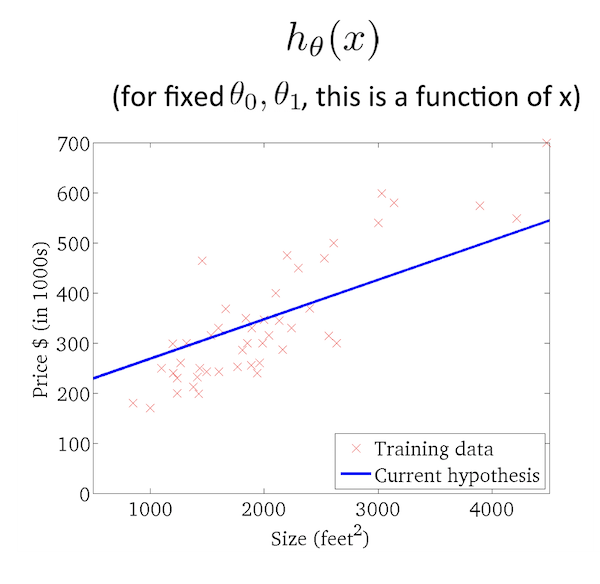 hθ(x)
(for fixed θ0, θ1, this is a function of x)
700
600
500
400
300
200
100
0
Price $ (in 1000s)
Training data
Current hypothesis
1000 2000 3000 4000
Size (feet²)